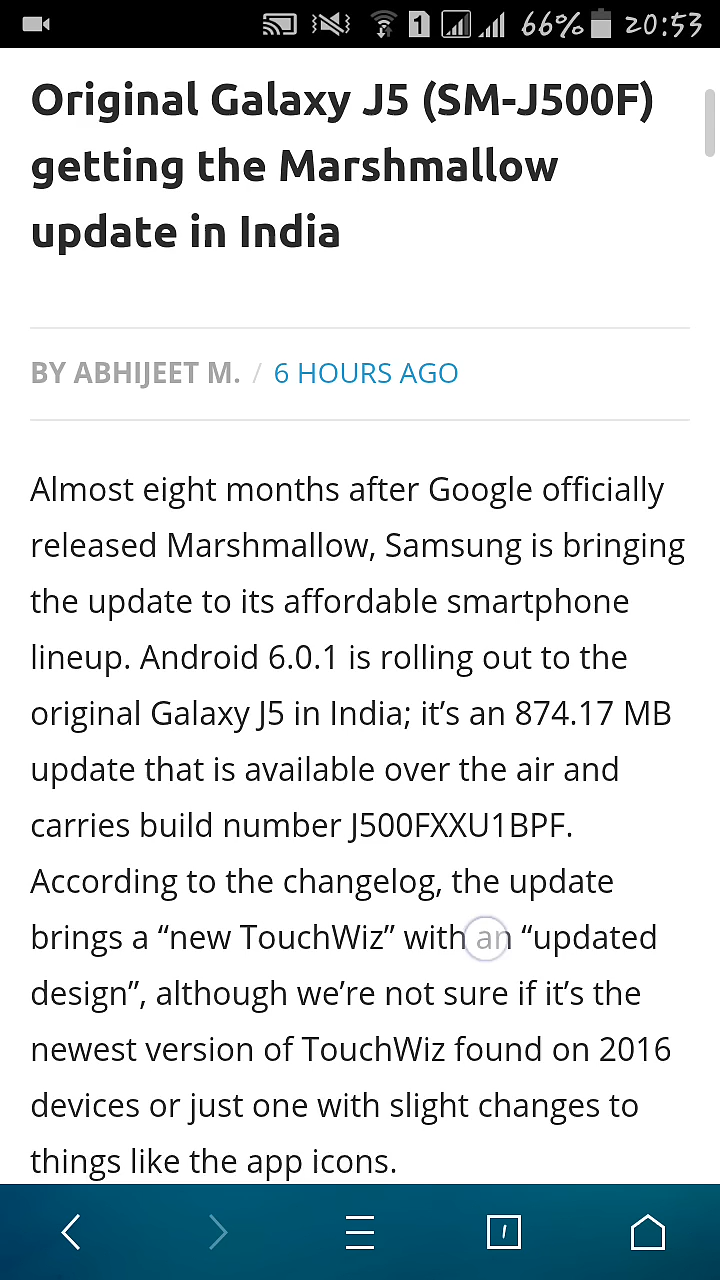 1 66% 20:53
Original Galaxy J5 (SM-J500F)
getting the Marshmallow
update in India
BY ABHIJEET M. / 6 HOURS AGO
Almost eight months after Google officially
released Marshmallow, Samsung is bringing
the update to its affordable smartphone
lineup. Android 6.0.1 is rolling out to the
original Galaxy J5 in India; it’s an 874.17 MB
update that is available over the air and
carries build number J500FXXU1BPF.
According to the changelog, the update
brings a “new TouchWiz” with an “updated
design”, although we’re not sure if it’s the
newest version of TouchWiz found on 2016
devices or just one with slight changes to
things like the app icons.
1